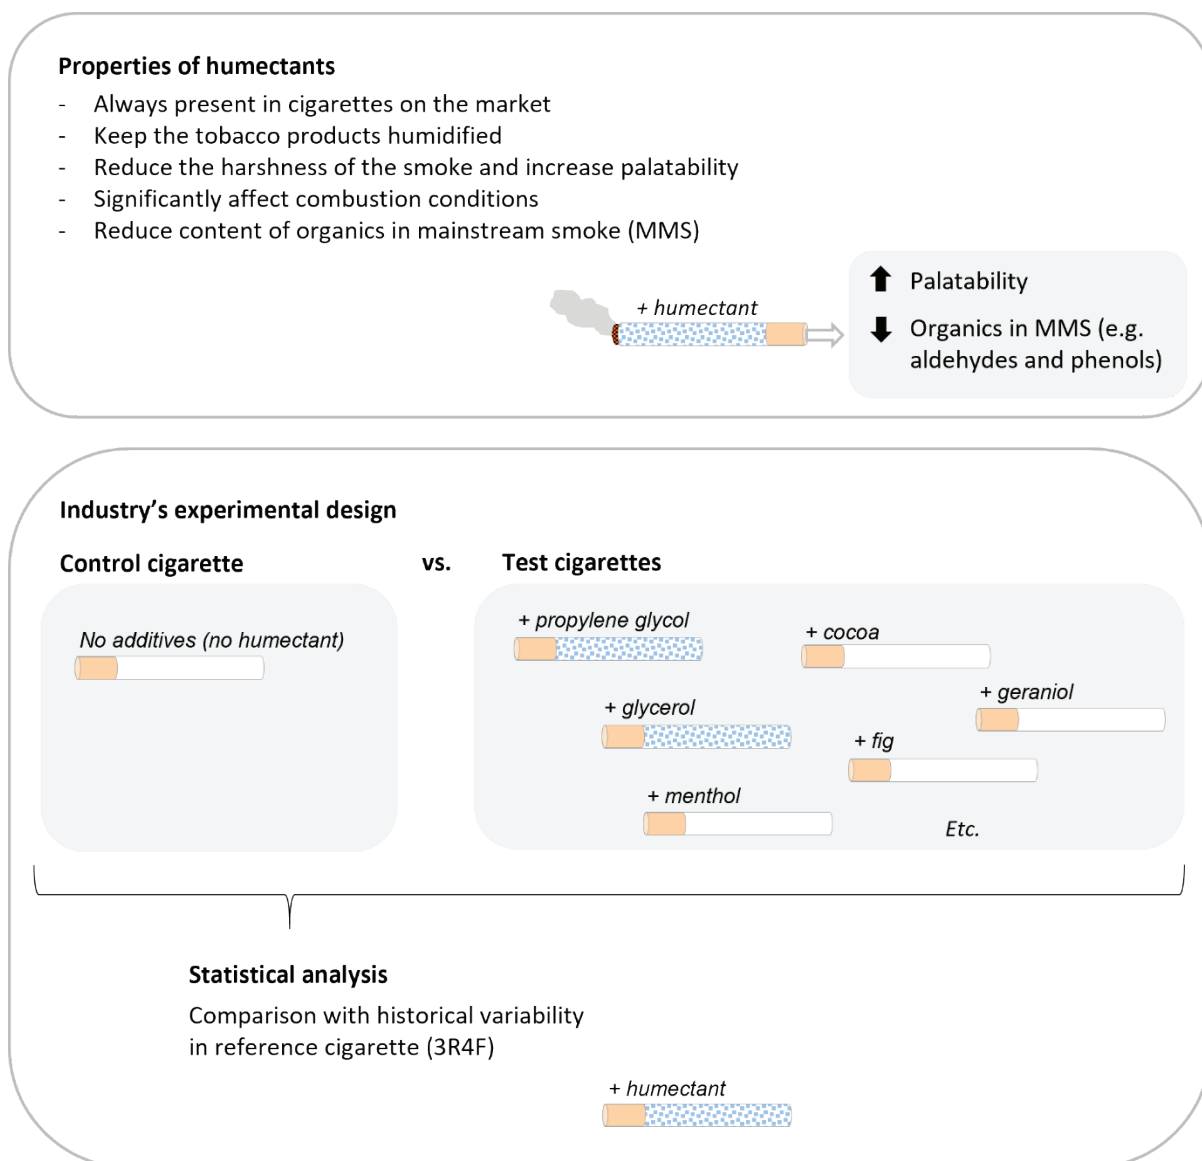 Properties of humectants
- Always present in cigarettes on the market
- Keep the tobacco products humidified
- Reduce the harshness of the smoke and increase palatability
- Significantly affect combustion conditions
- Reduce content of organics in mainstream smoke (MMS)
+ humectant
Palatability
Organics in MMS (e.g.
aldehydes and phenols)
Industry’s experimental design
Control cigarette vs. Test cigarettes
No additives (no humectant)
+ propylene glycol
+ cocoa
+ geraniol
+ glycerol
+ fig
+ menthol
Etc.
Statistical analysis
Comparison with historical variability
in reference cigarette (3R4F)
+ humectant